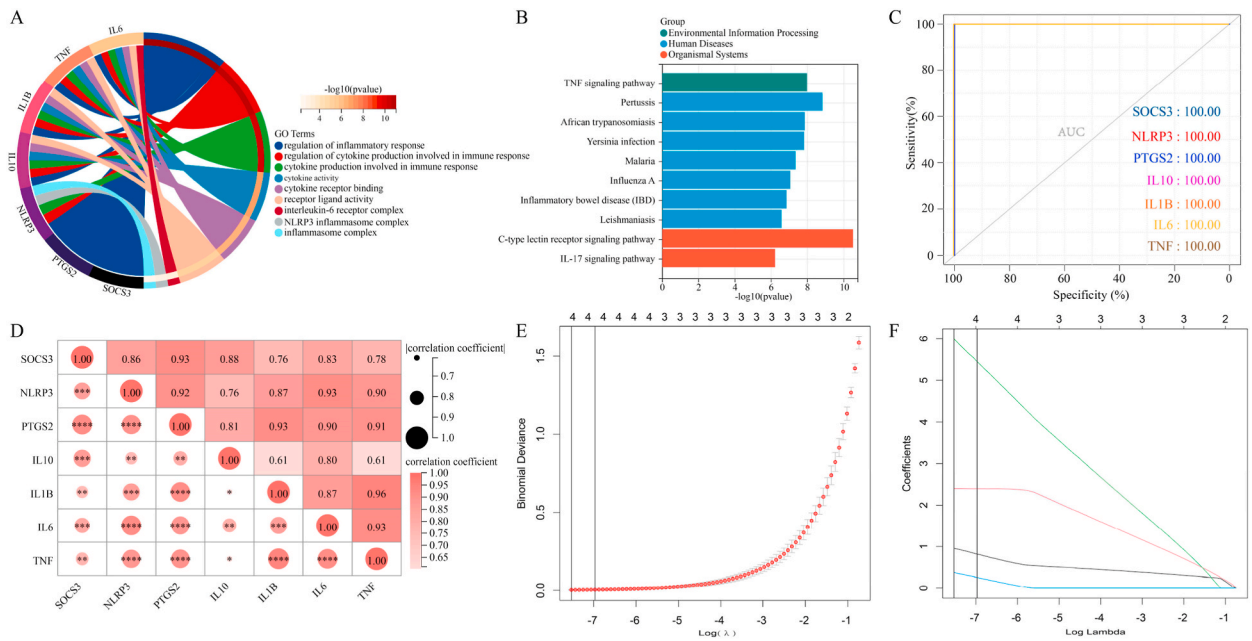 A
IL6
TNF
IL1B
IL10
NLRP3
PTGS2
SOCS3
-log10(pvalue)
4 6 8 10
GO Terms
regulation of inflammatory response
regulation of cytokine production involved in immune response
cytokine production involved in immune response
cytokine activity
cytokine receptor binding
receptor ligand activity
interleukin-6 receptor complex
NLRP3 inflammasome complex
inflammasome complex
B
Group
Environmental Information Processing
Human Diseases
Organismal Systems
TNF signaling pathway
Pertussis
African trypanosomiasis
Yersinia infection
Malaria
Influenza A
Inflammatory bowel disease (IBD)
Leishmaniasis
C-type lectin receptor signaling pathway
IL-17 signaling pathway
0 2 4 6 8 10
-log10(pvalue)
C
100
80
60
40
20
0
Sensitivity(%)
AUC
SOCS3 : 100.00
NLRP3 : 100.00
PTGS2 : 100.00
IL10 : 100.00
IL1B : 100.00
IL6 : 100.00
TNF : 100.00
100 80 60 40 20 0
Specificity (%)
D
SOCS3 1.00 0.86 0.93 0.88 0.76 0.83 0.78
NLRP3 *** 1.00 0.92 0.76 0.87 0.93 0.90
PTGS2 **** **** 1.00 0.81 0.93 0.90 0.91
IL10 *** ** ** 1.00 0.61 0.80 0.61
IL1B ** *** **** * 1.00 0.87 0.96
IL6 *** **** **** ** *** 1.00 0.93
TNF ** **** **** * **** **** 1.00
SOCS3 NLRP3 PTGS2 IL10 IL1B IL6 TNF
|correlation coefficient|
0.7
0.8
0.9
1.0
correlation coefficient
1.00
0.95
0.90
0.85
0.80
0.75
0.70
0.65
E
4 4 4 4 4 3 3 3 3 3 3 3 3 3 2
1.5
1.0
0.5
0.0
Binomial Deviance
-7 -6 -5 -4 -3 -2 -1
Log(λ)
F
4 4 3 3 3 3 2
6
5
4
3
2
1
0
Coefficients
-7 -6 -5 -4 -3 -2 -1
Log Lambda